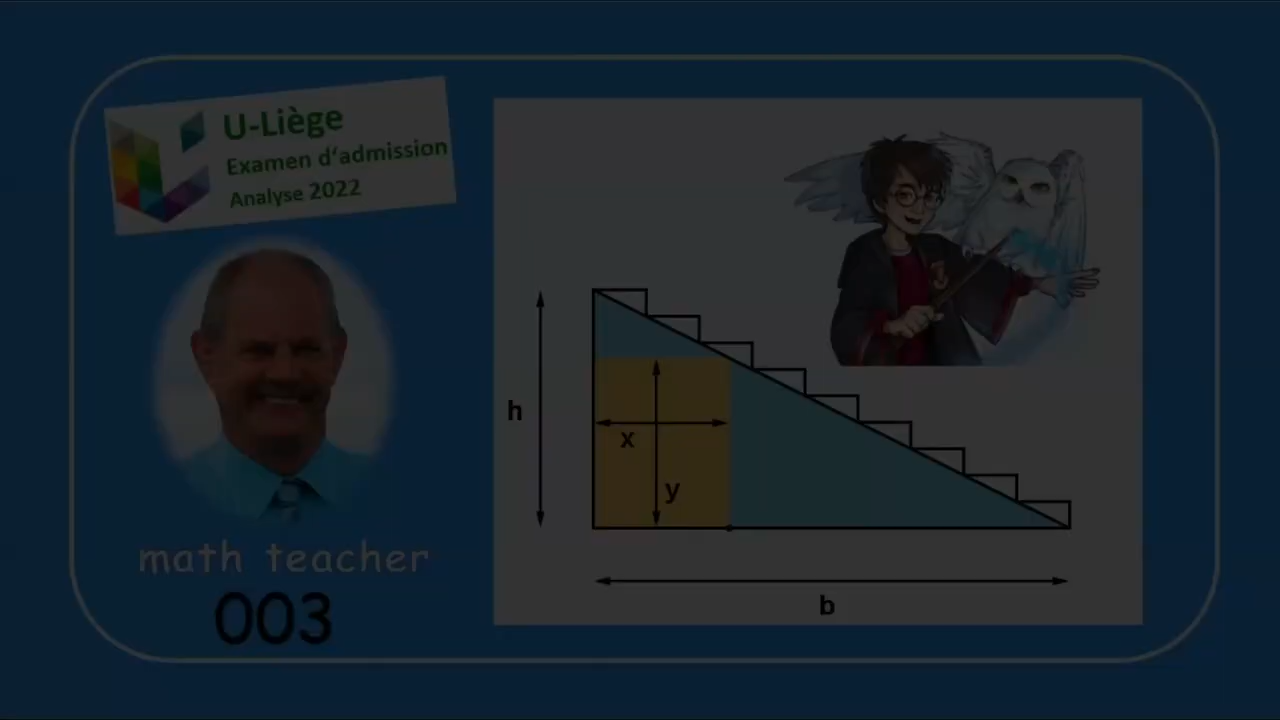 U-Liège
Examen d'admission
Analyse 2022
math teacher
003
h
x
y
b